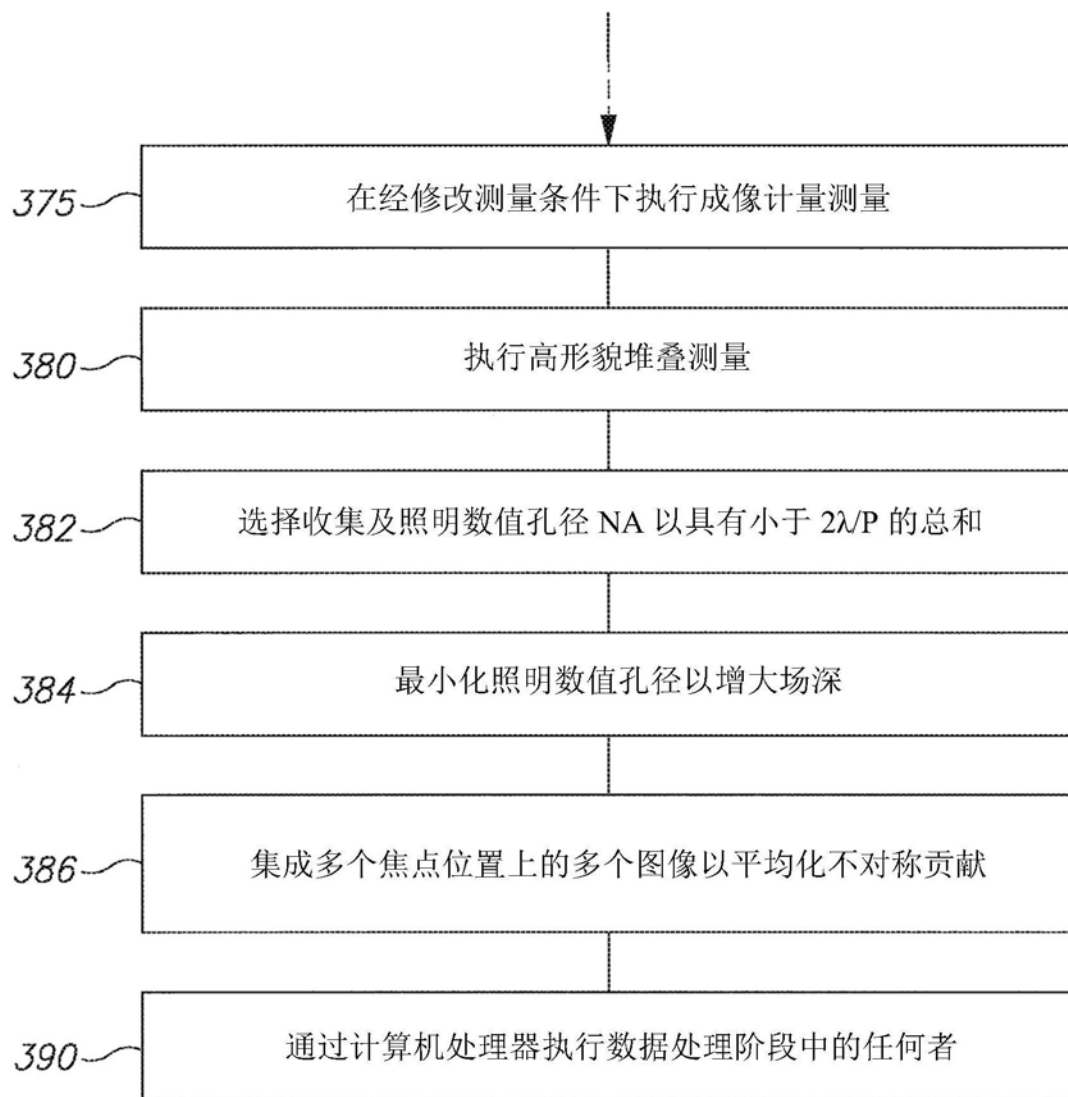 375 在经修改测量条件下执行成像计量测量
380 执行高形貌堆叠测量
382 选择收集及照明数值孔径 NA 以具有小于 2λ/P 的总和
384 最小化照明数值孔径以增大场深
386 集成多个焦点位置上的多个图像以平均化不对称贡献
390 通过计算机处理器执行数据处理阶段中的任何者